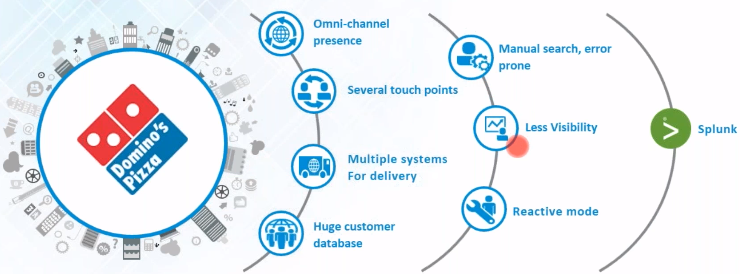 Domino's
Pizza
Omni-channel
presence
Several touch points
Multiple systems
For delivery
Huge customer
database
Manual search, error
prone
Less Visibility
Reactive mode
Splunk